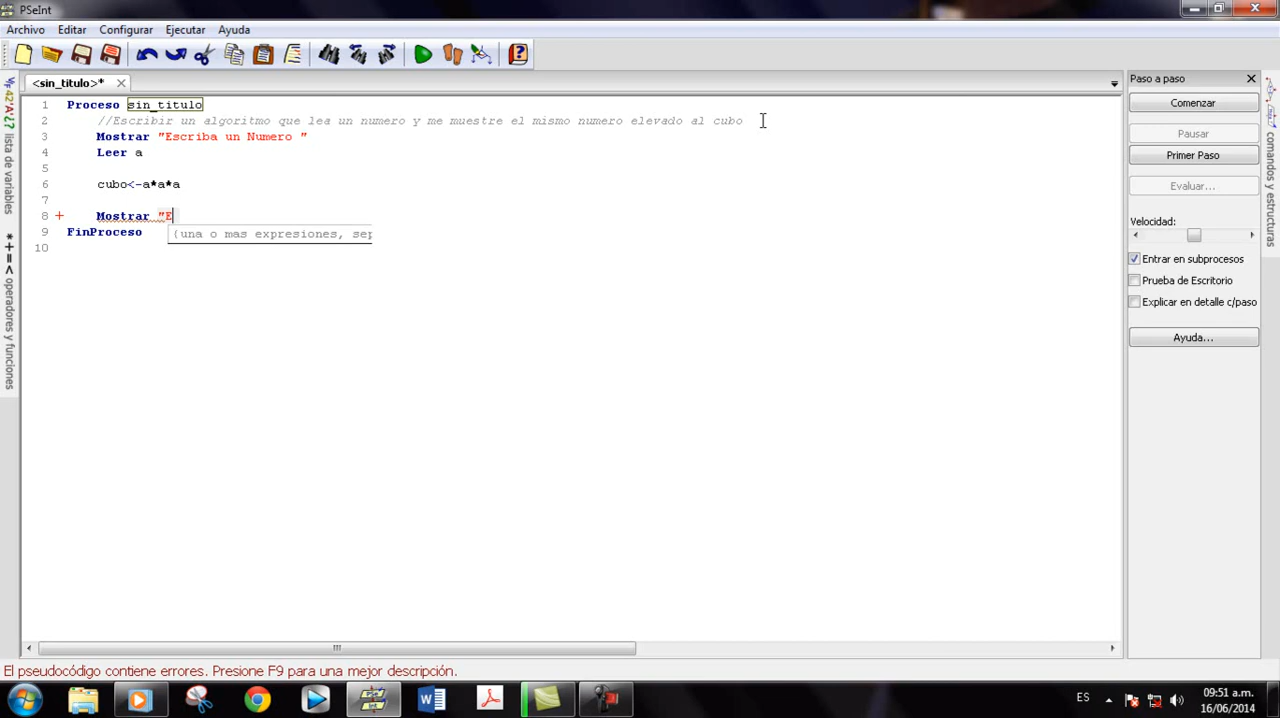 PSeInt
Archivo Editar Configurar Ejecutar Ayuda
<sin_titulo>*
1 Proceso sin_titulo
2 //Escribir un algoritmo que lea un numero y me muestre el mismo numero elevado al cubo
3 Mostrar "Escriba un Numero "
4 Leer a
5
6 cubo<-a*a*a
7
8 Mostrar "E
{una o mas expresiones, sep
9 FinProceso
10
lista de variables
* + = < operadores y funciones
Paso a paso
Comenzar
Pausar
Primer Paso
Evaluar...
Velocidad:
Entrar en subprocesos
Prueba de Escritorio
Explicar en detalle c/paso
Ayuda...
comandos y estructuras
El pseudocódigo contiene errores. Presione F9 para una mejor descripción.
ES
09:51 a.m.
16/06/2014